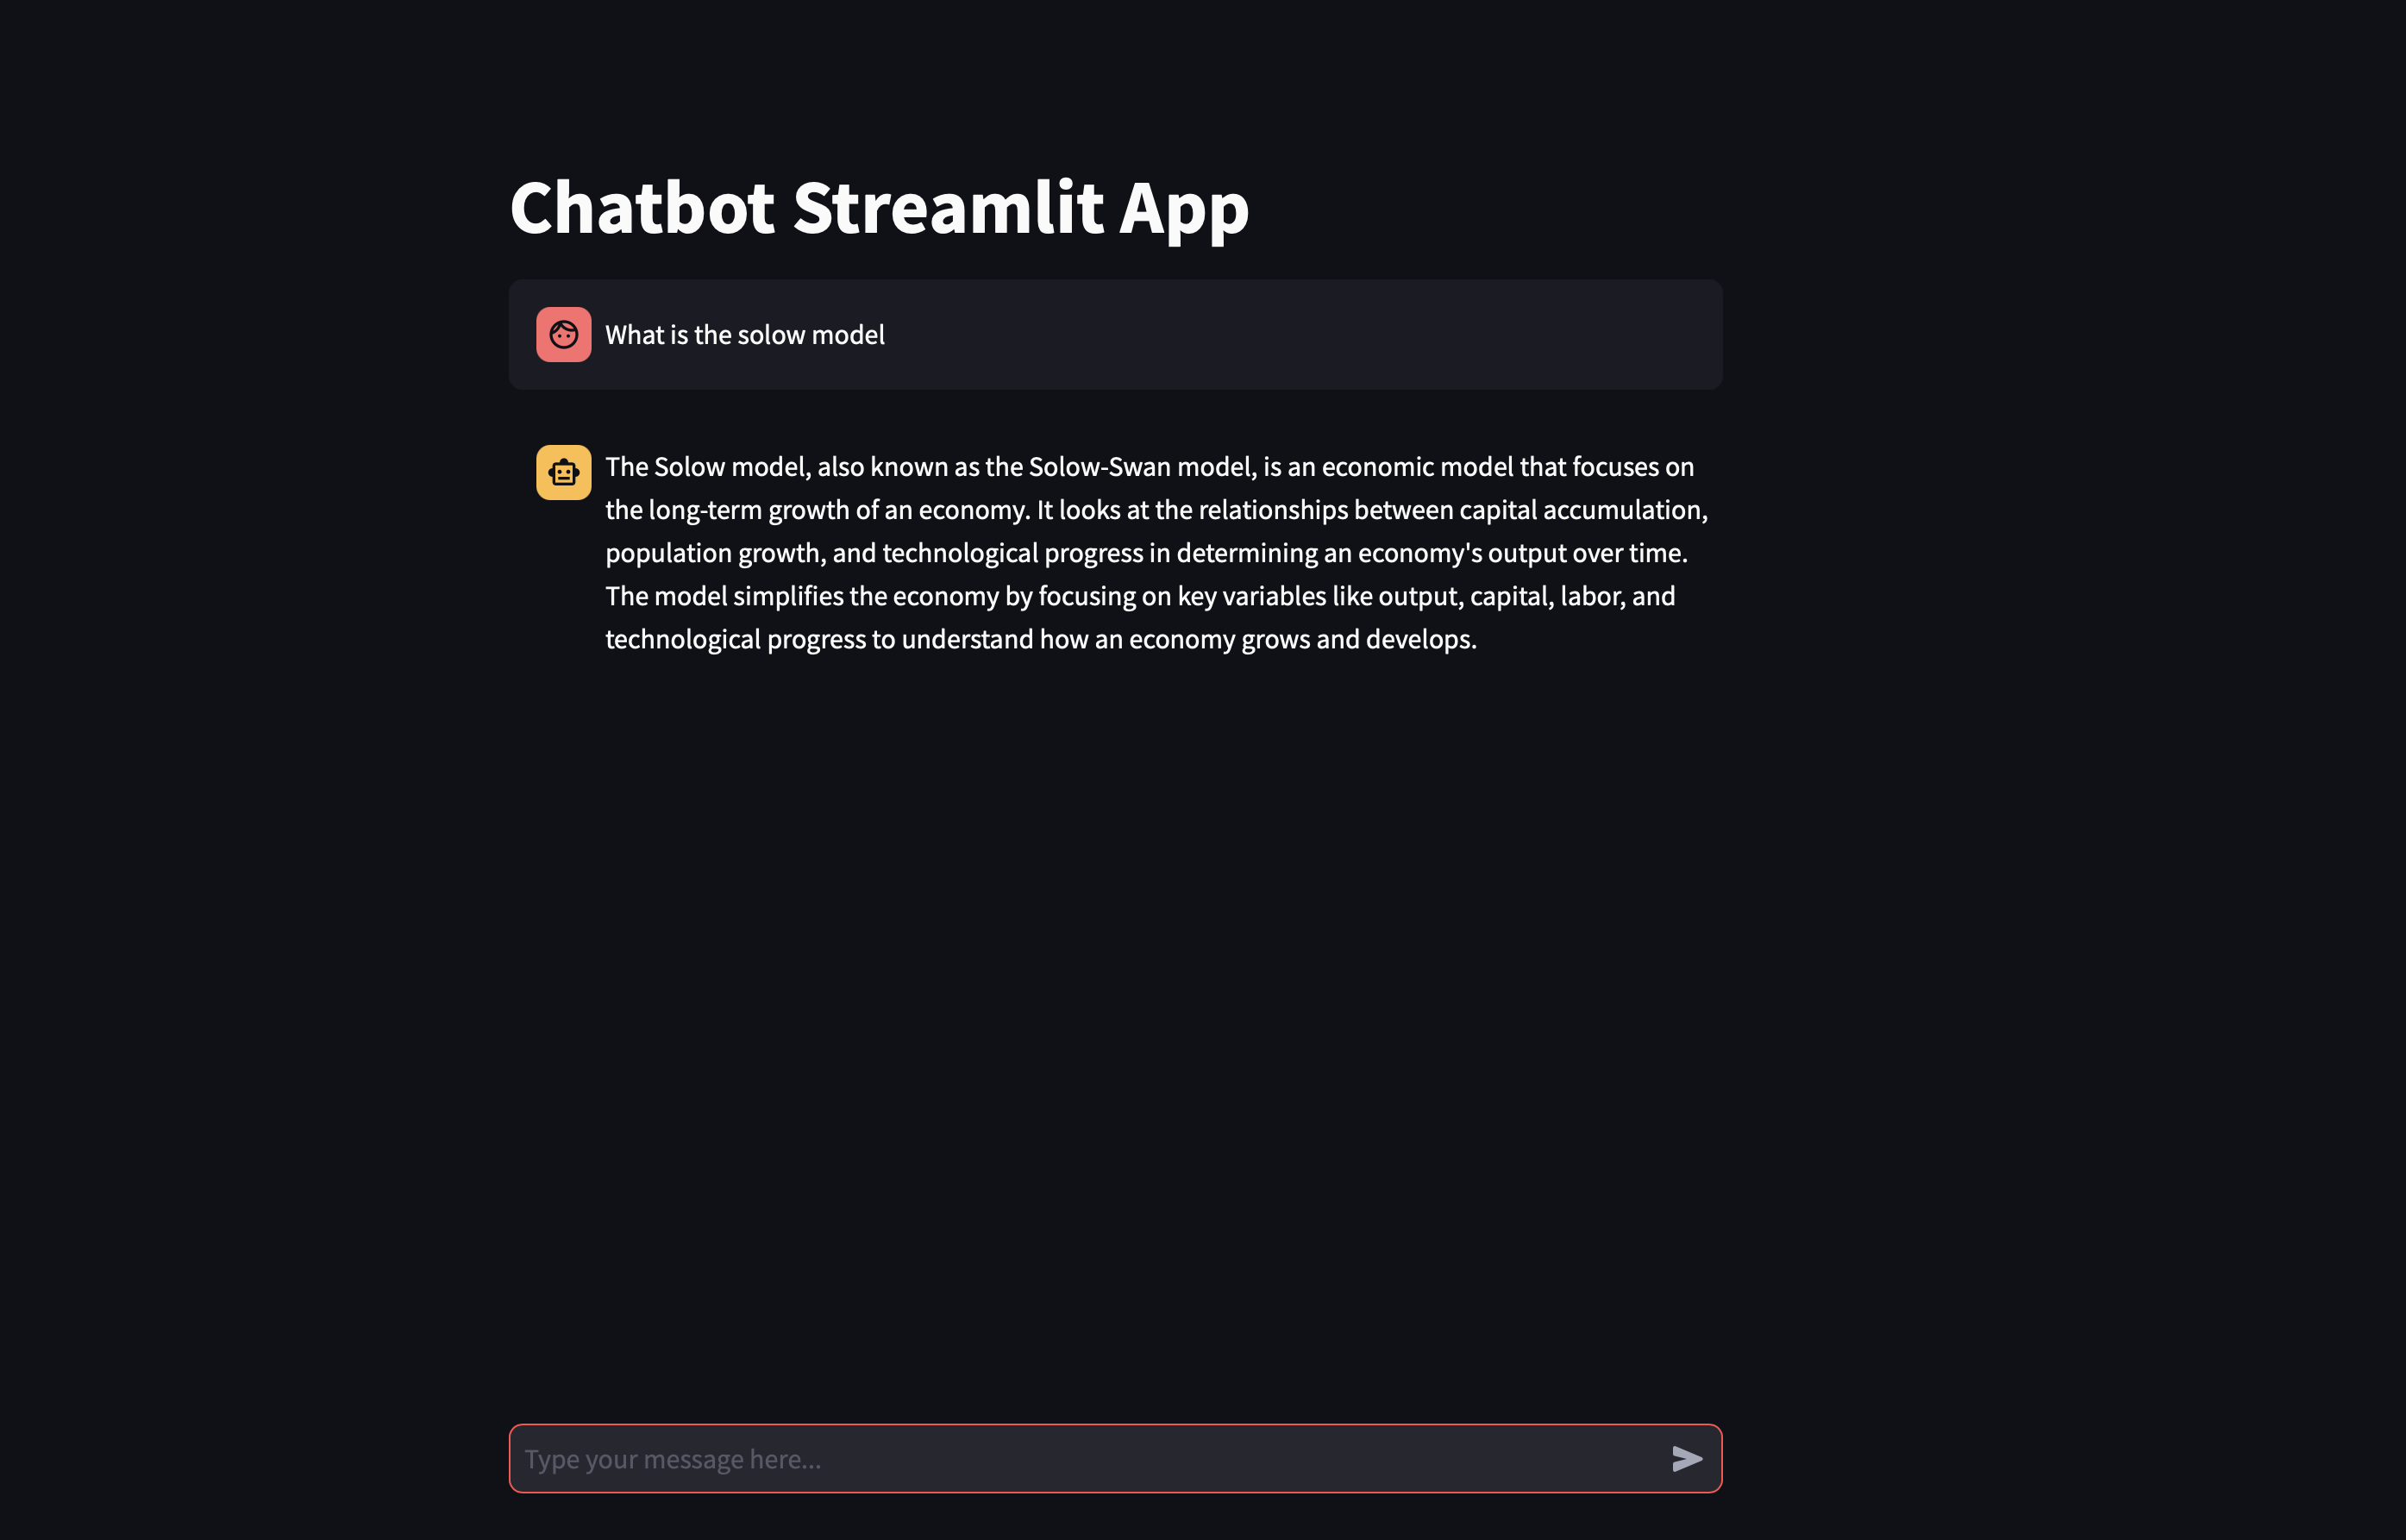 Chatbot Streamlit App
What is the solow model
The Solow model, also known as the Solow-Swan model, is an economic model that focuses on
the long-term growth of an economy. It looks at the relationships between capital accumulation,
population growth, and technological progress in determining an economy's output over time.
The model simplifies the economy by focusing on key variables like output, capital, labor, and
technological progress to understand how an economy grows and develops.
Type your message here...